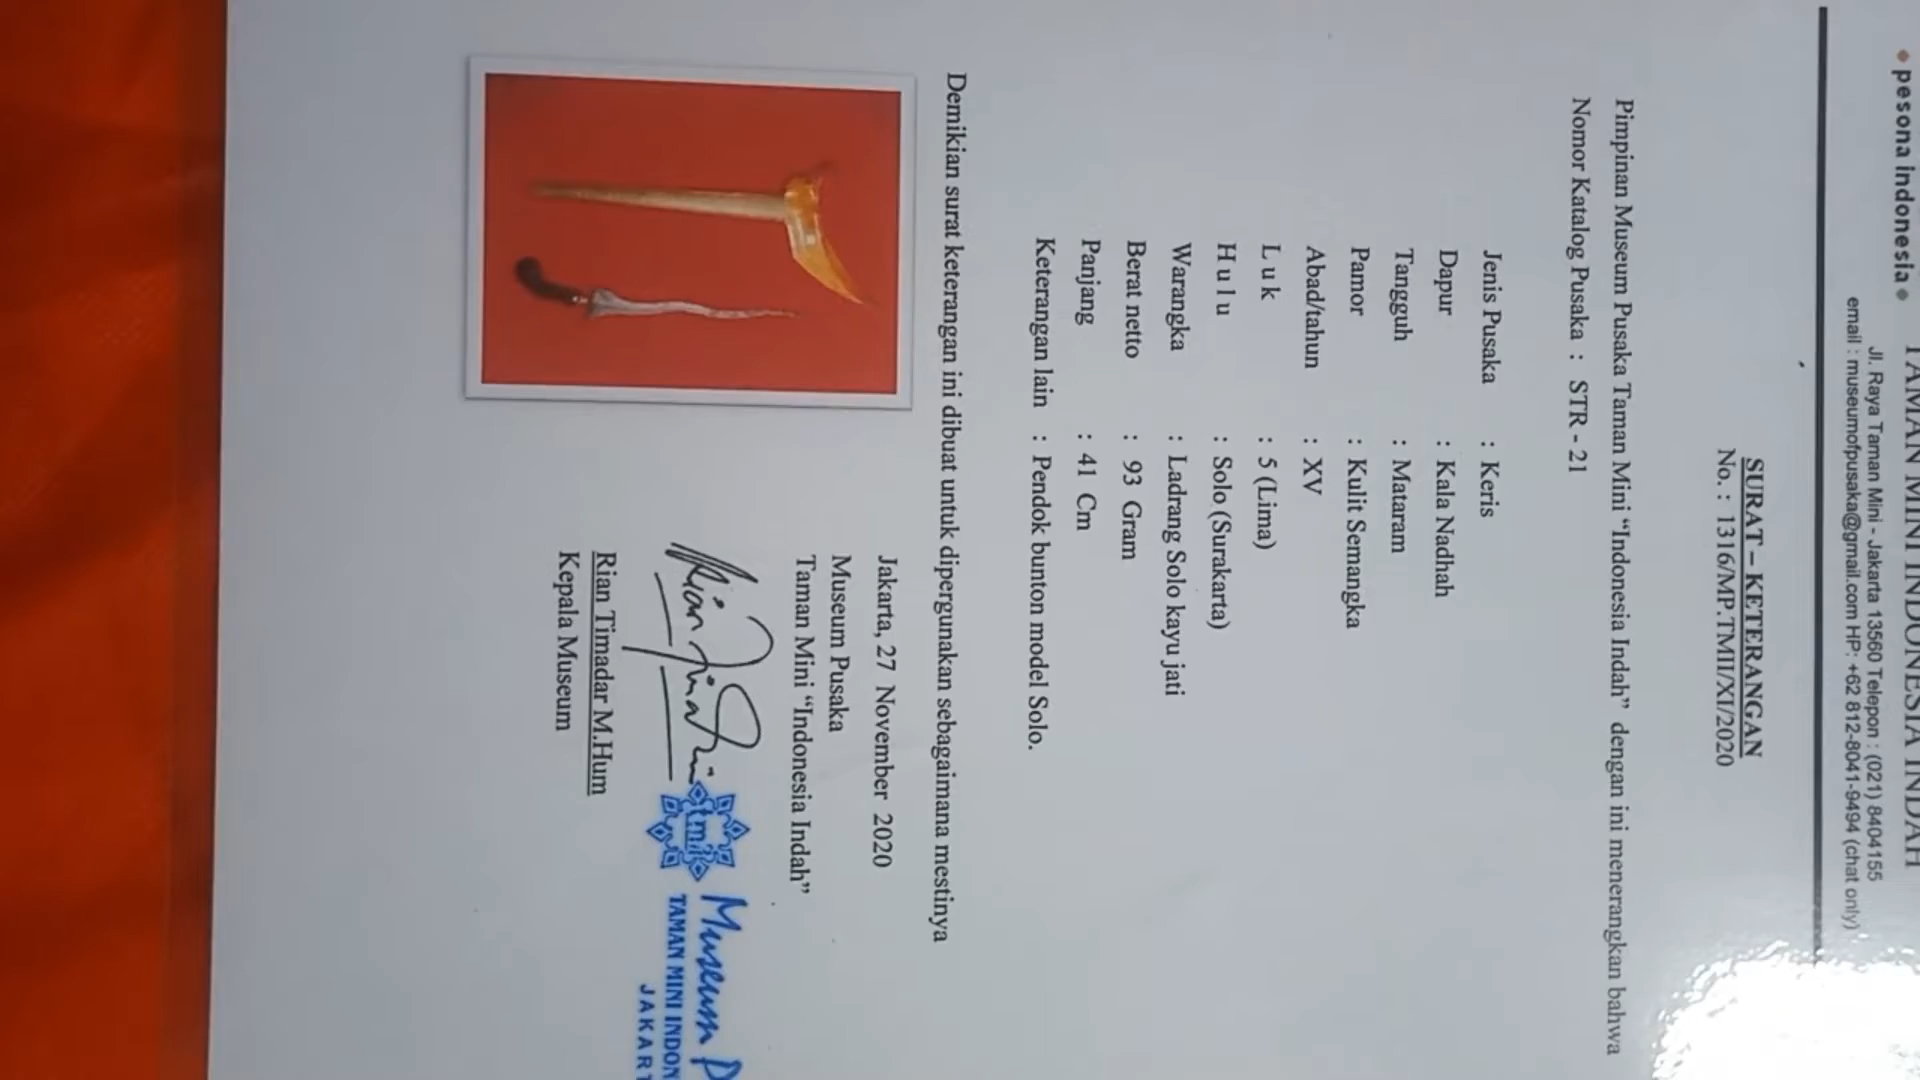 TAMAN MINI INDONESIA INDAH
• pesona indonesia •
Jl. Raya Taman Mini - Jakarta 13560 Telepon : (021) 8404155
email : museumofpusaka@gmail.com HP: +62 812-8041-9494 (chat only)
SURAT – KETERANGAN
No. : 1316/MP.TMII/XI/2020
Pimpinan Museum Pusaka Taman Mini “Indonesia Indah” dengan ini menerangkan bahwa
Nomor Katalog Pusaka : STR - 21
Jenis Pusaka : Keris
Dapur : Kala Nadhah
Tangguh : Mataram
Pamor : Kulit Semangka
Abad/tahun : XV
L u k : 5 (Lima)
H u l u : Solo (Surakarta)
Warangka : Ladrang Solo kayu jati
Berat netto : 93 Gram
Panjang : 41 Cm
Keterangan lain : Pendok bunton model Solo.
Demikian surat keterangan ini dibuat untuk dipergunakan sebagaimana mestinya
Jakarta, 27 November 2020
Museum Pusaka
Taman Mini “Indonesia Indah”
tmii
Museum P
TAMAN MINI INDON
JAKART
Rian Timadar M.Hum
Kepala Museum